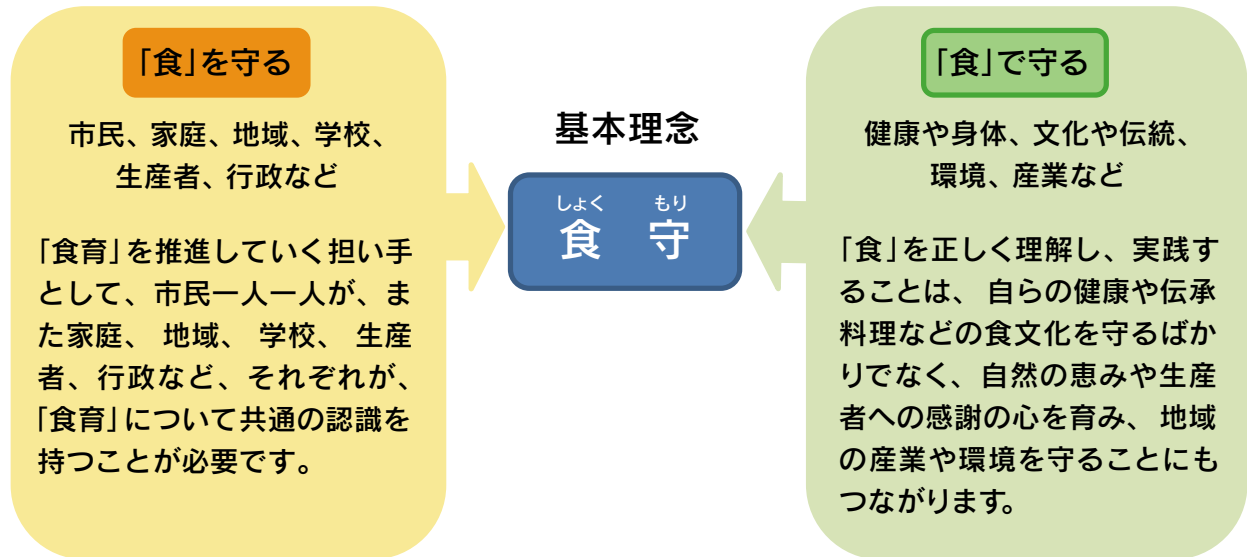 「食」を守る
市民、家庭、地域、学校、
生産者、行政など
「食育」を推進していく担い手
として、市民一人一人が、ま
た家庭、地域、学校、生産
者、行政など、それぞれが、
「食育」について共通の認識を
持つことが必要です。
基本理念
しょく もり
食 守
「食」で守る
健康や身体、文化や伝統、
環境、産業など
「食」を正しく理解し、実践す
ることは、自らの健康や伝承
料理などの食文化を守るばか
りでなく、自然の恵みや生産
者への感謝の心を育み、地域
の産業や環境を守ることにも
つながります。